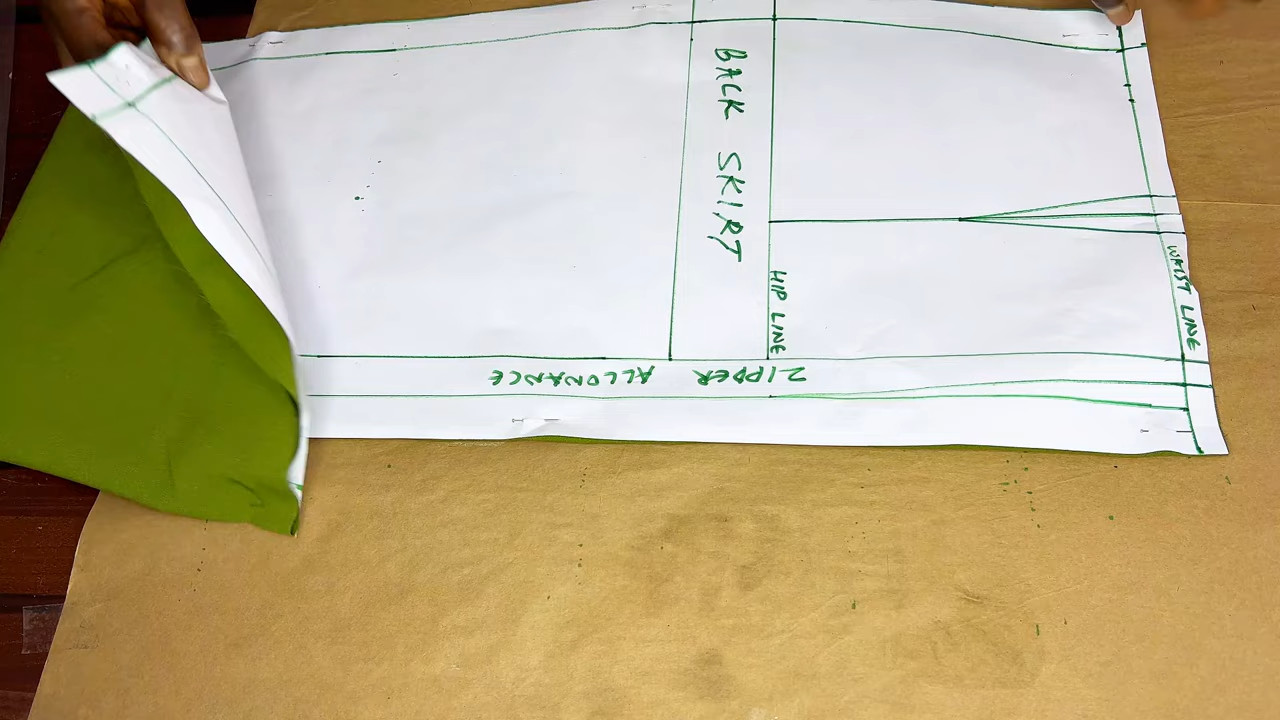 BACK SKIRT
HIP LINE
WAIST LINE
ZIPPER ALLOWANCE